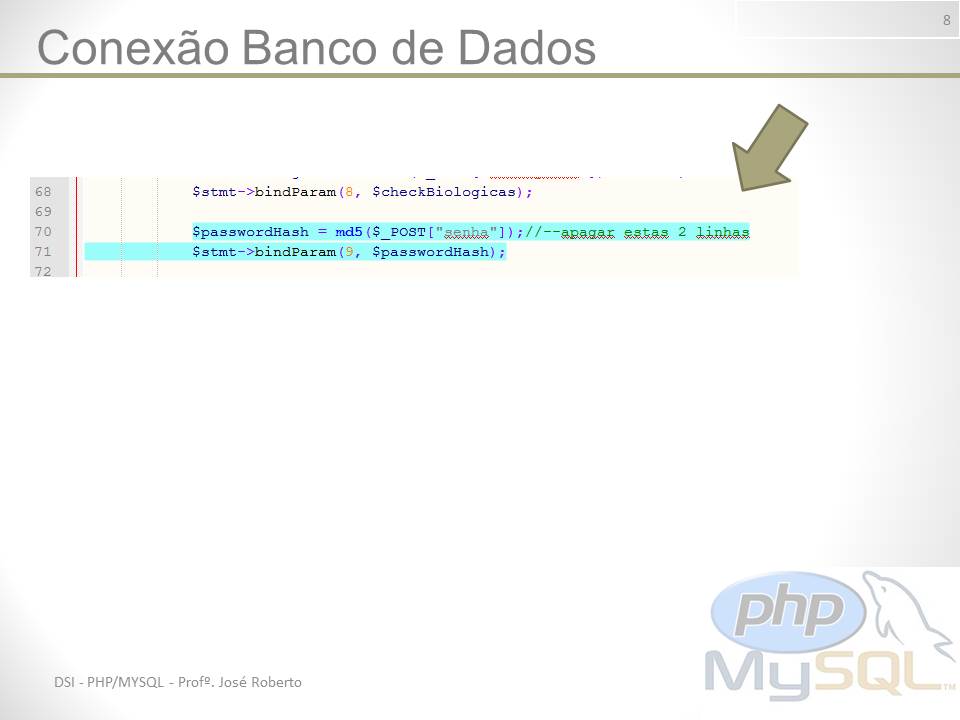 8
Conexão Banco de Dados
68 $stmt->bindParam(8, $checkBiologicas);
69
70 $passwordHash = md5($_POST["senha"]);//--apagar estas 2 linhas
71 $stmt->bindParam(9, $passwordHash);
72
php
MySQL™
DSI - PHP/MYSQL - Profº. José Roberto